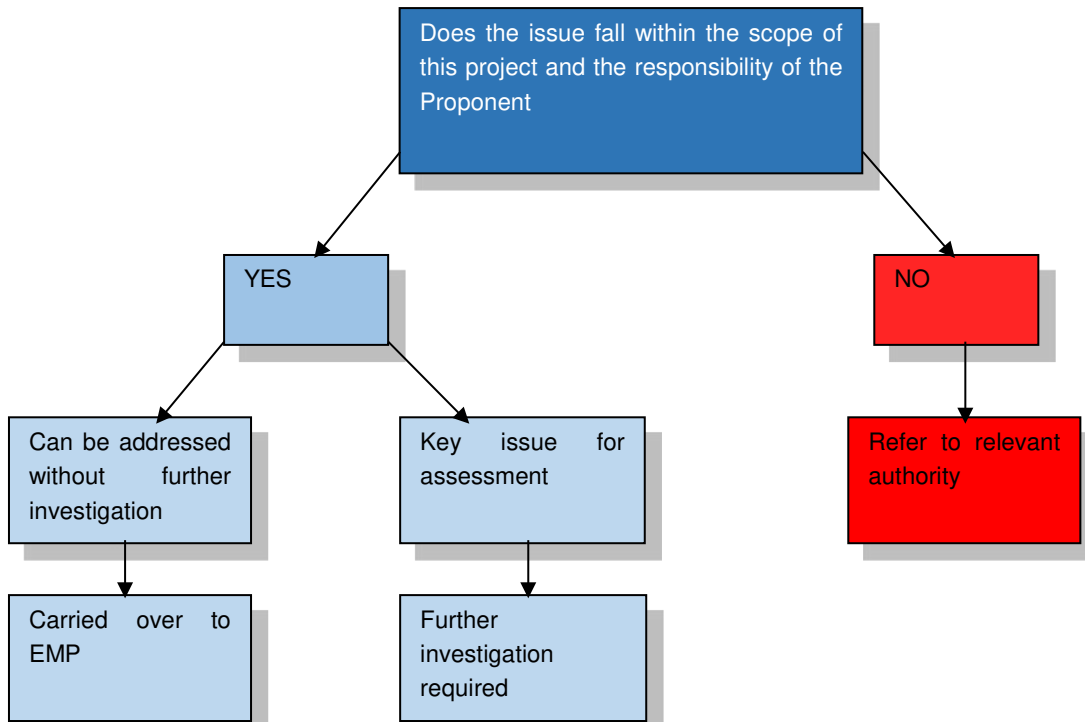 Does the issue fall within the scope of
this project and the responsibility of the
Proponent
YES
NO
Can be addressed
without further
investigation
Key issue for
assessment
Refer to relevant
authority
Carried over to
EMP
Further
investigation
required